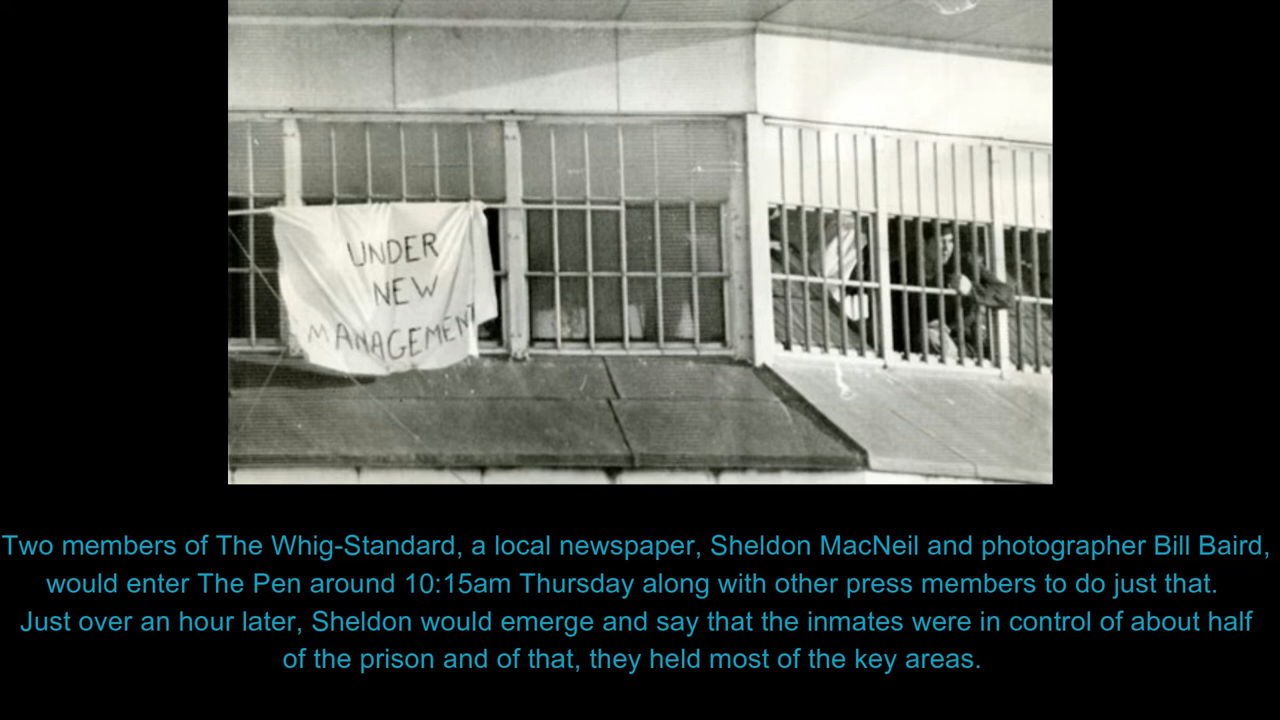 UNDER
NEW
MANAGEMENT
Two members of The Whig-Standard, a local newspaper, Sheldon MacNeil and photographer Bill Baird,
would enter The Pen around 10:15am Thursday along with other press members to do just that.
Just over an hour later, Sheldon would emerge and say that the inmates were in control of about half
of the prison and of that, they held most of the key areas.